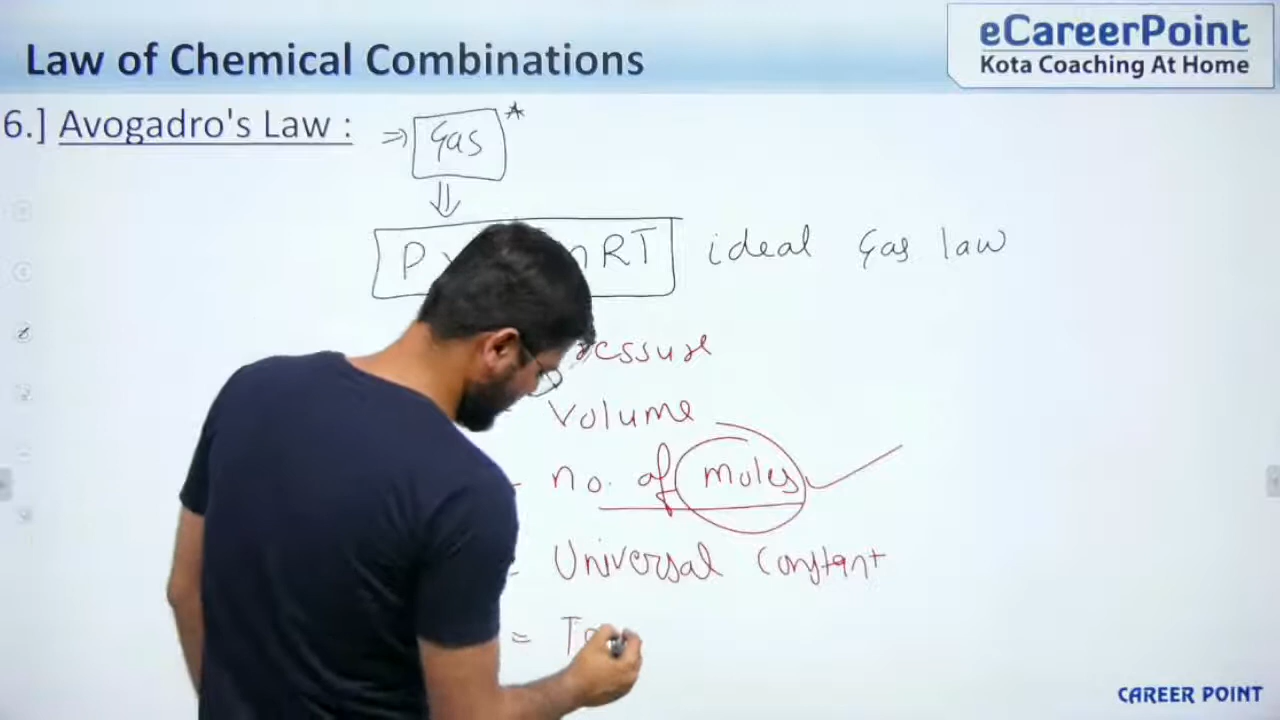 Law of Chemical Combinations
eCareerPoint
Kota Coaching At Home
6.] Avogadro's Law : ⇒ Gas *
P nRT ideal Gas law
Volume
no. of moles
Universal Constant
=
CAREER POINT